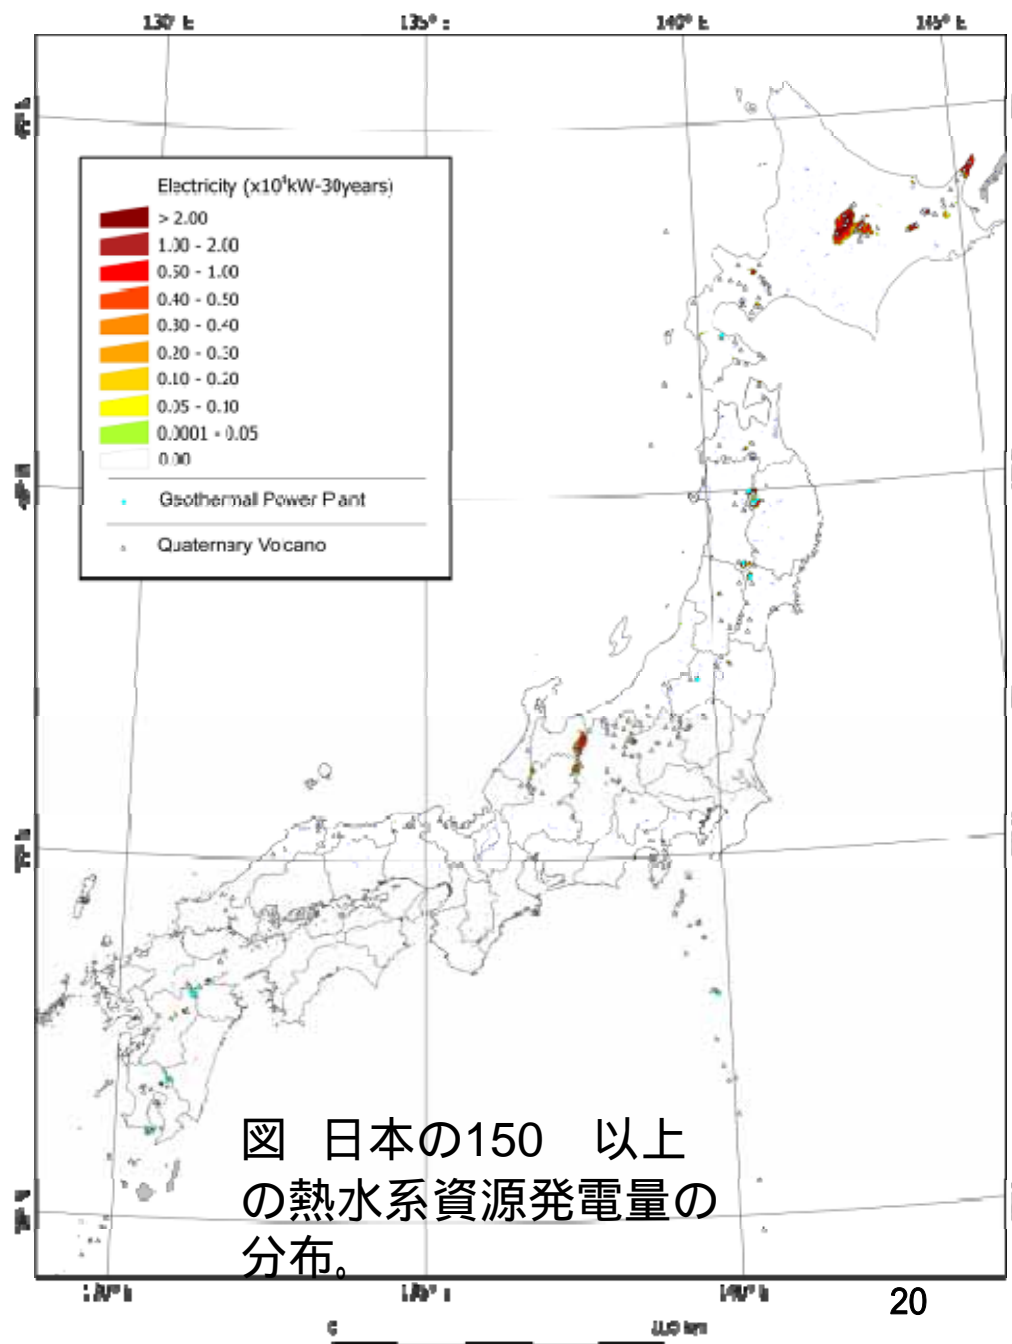 130° E
135° E
140° E
145° E
Electricity (x10⁴kW-30years)
> 2.00
1.00 - 2.00
0.50 - 1.00
0.40 - 0.50
0.30 - 0.40
0.20 - 0.30
0.10 - 0.20
0.05 - 0.10
0.0001 - 0.05
0.00
Geothermal Power Plant
Quaternary Volcano
図 日本の150　以上
の熱水系資源発電量の
分布。
20